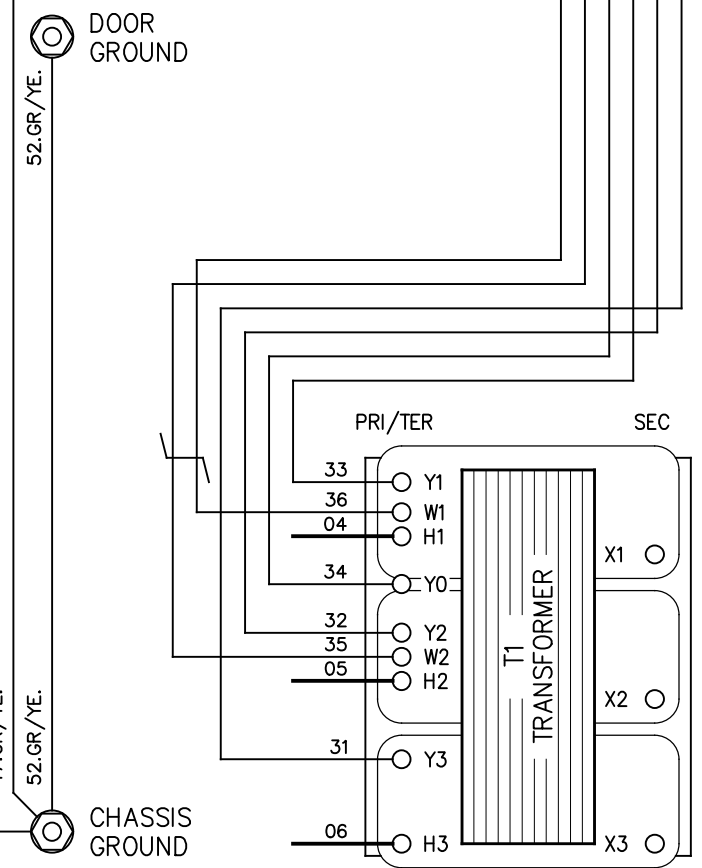 DOOR
GROUND
52.GR/YE.
PRI/TER
SEC
33
Y1
36
W1
04
H1
X1
34
Y0
32
Y2
35
W2
05
H2
X2
31
Y3
06
H3
X3
T1
TRANSFORMER
52.GR/YE.
CHASSIS
GROUND